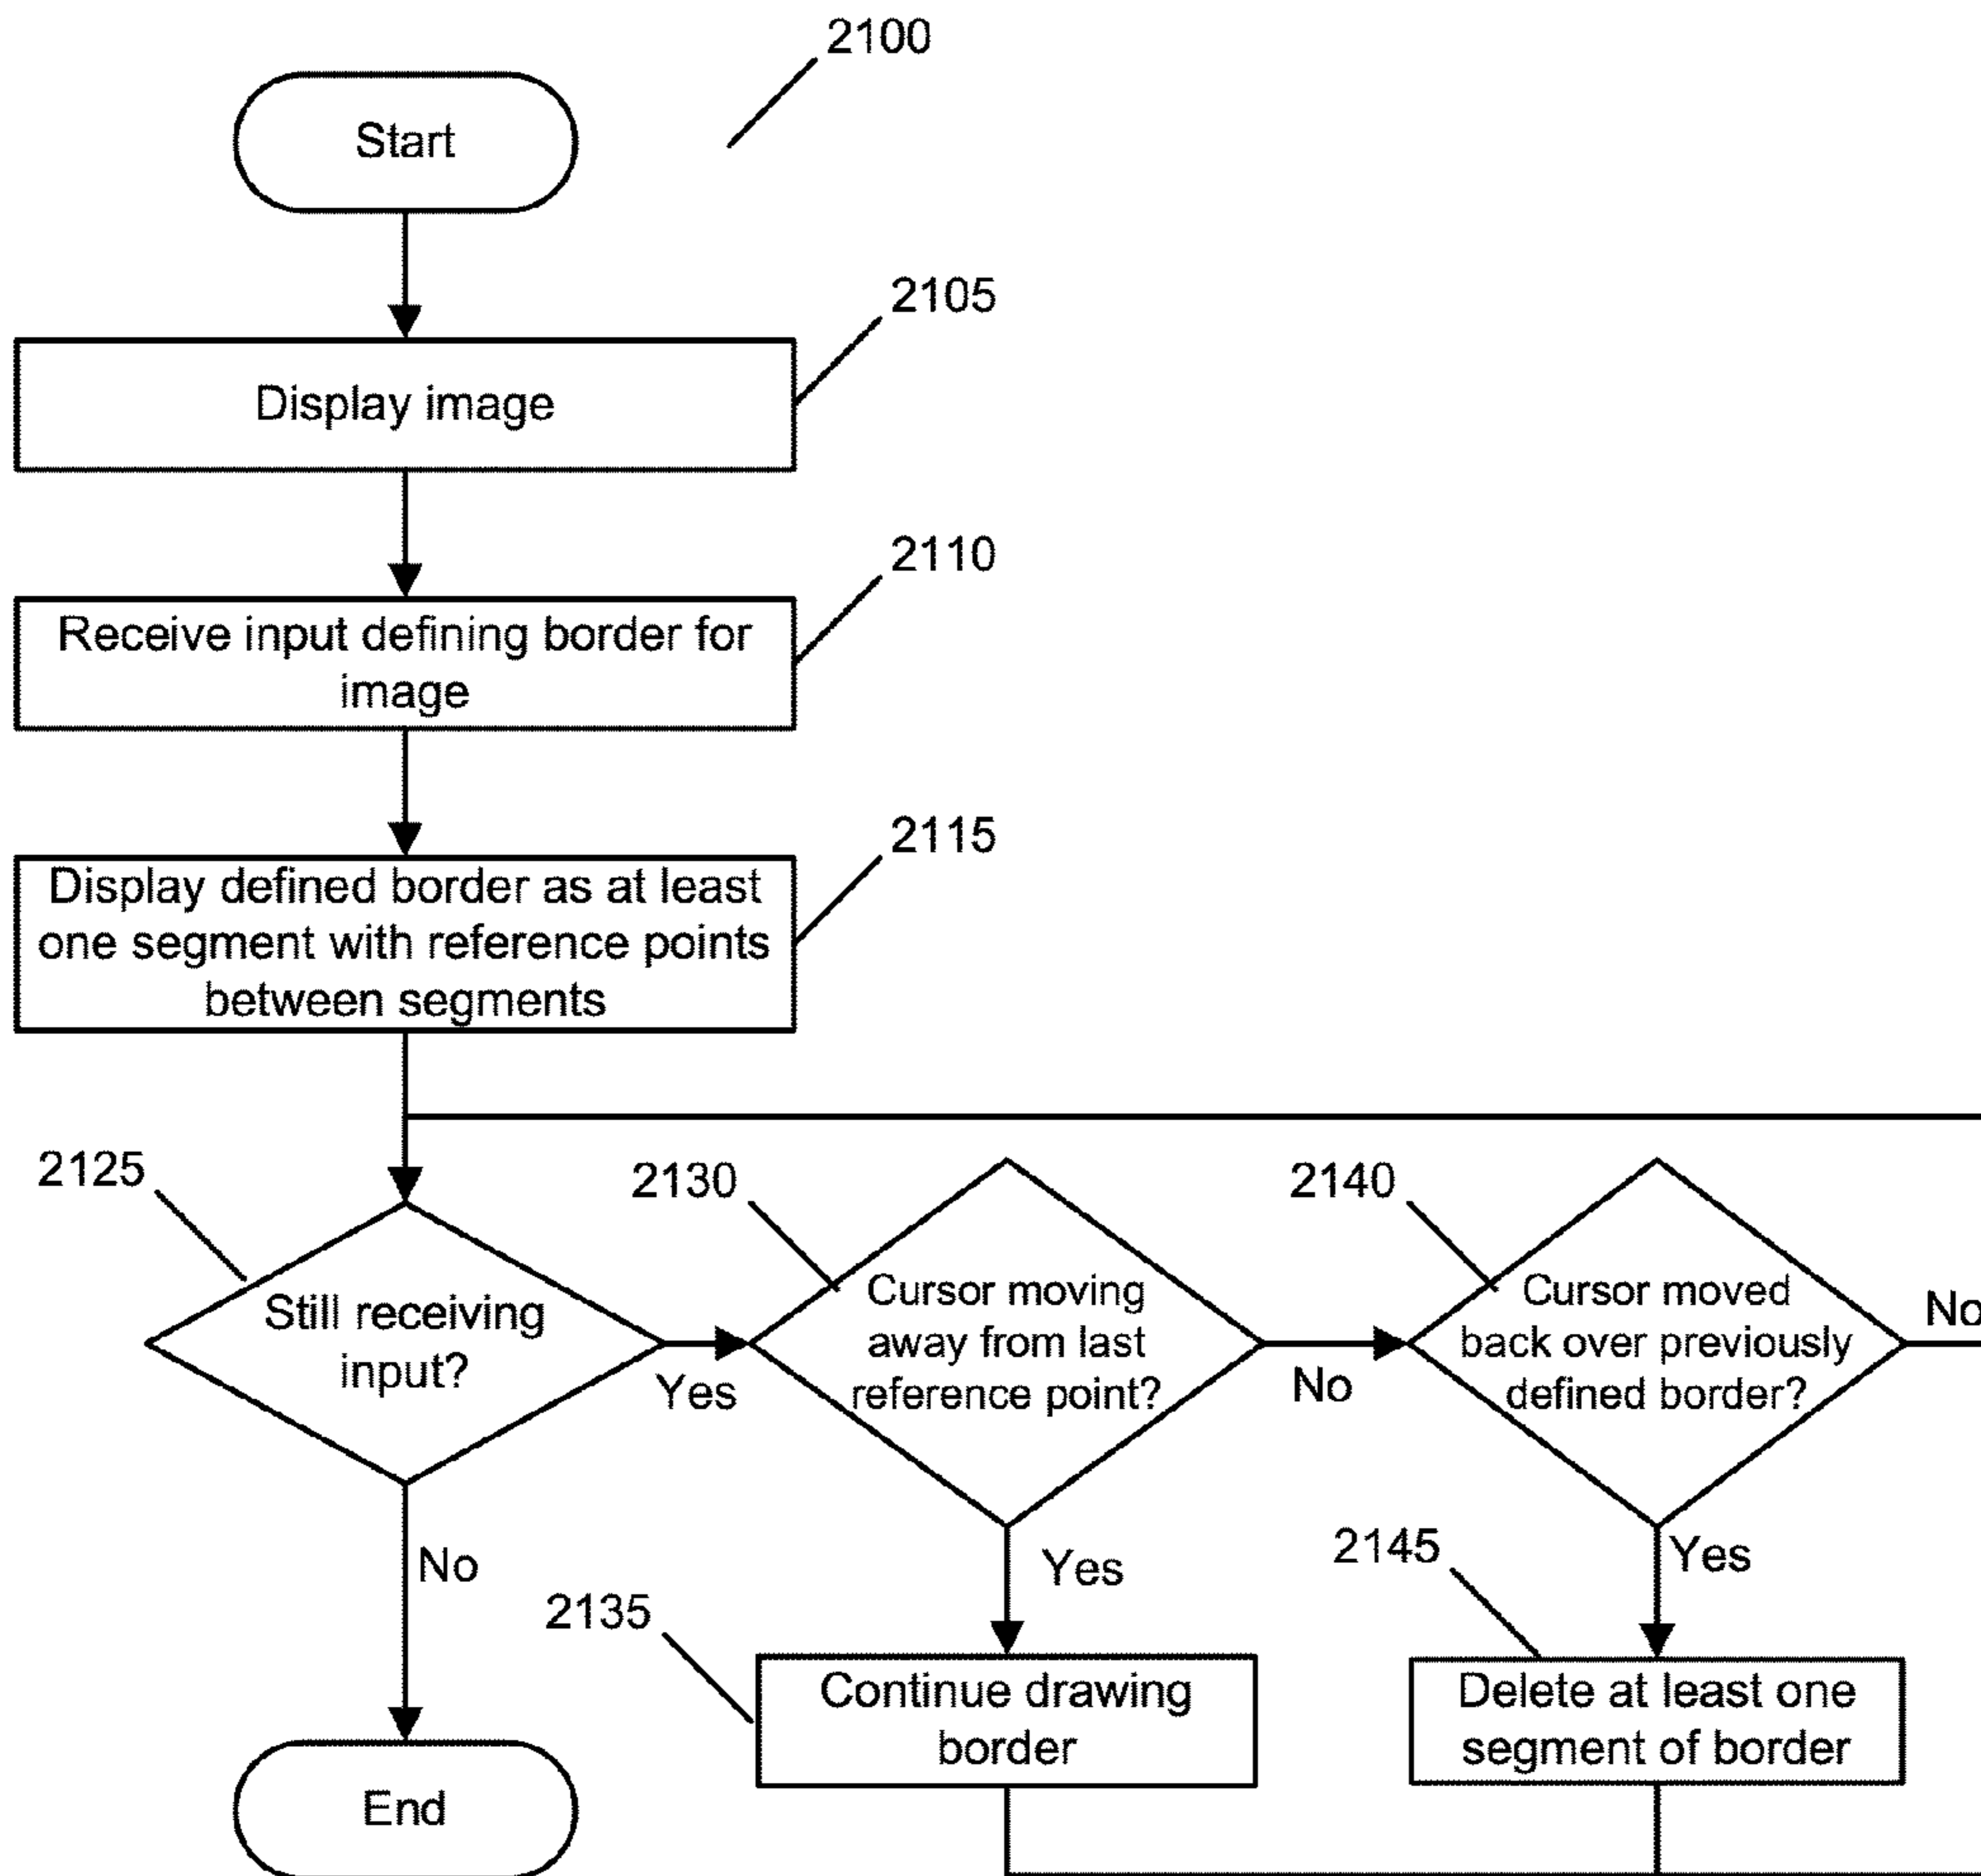 2100
Start
2105
Display image
2110
Receive input defining border for
image
2115
Display defined border as at least
one segment with reference points
between segments
2125
Still receiving
input?
Yes
No
End
2130
Cursor moving
away from last
reference point?
No
Yes
2135
Continue drawing
border
2140
Cursor moved
back over previously
defined border?
No
Yes
2145
Delete at least one
segment of border